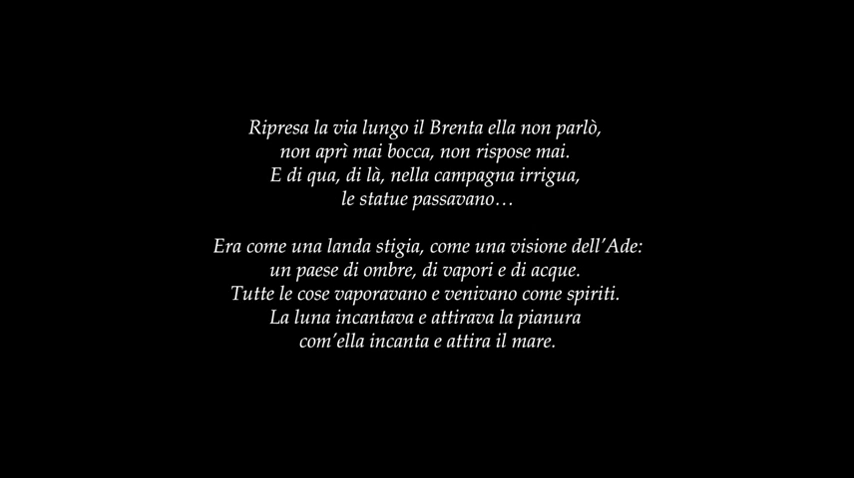 Ripresa la via lungo il Brenta ella non parlò,
non aprì mai bocca, non rispose mai.
E di qua, di là, nella campagna irrigua,
le statue passavano…
Era come una landa stigia, come una visione dell’Ade:
un paese di ombre, di vapori e di acque.
Tutte le cose vaporavano e venivano come spiriti.
La luna incantava e attirava la pianura
com’ella incanta e attira il mare.